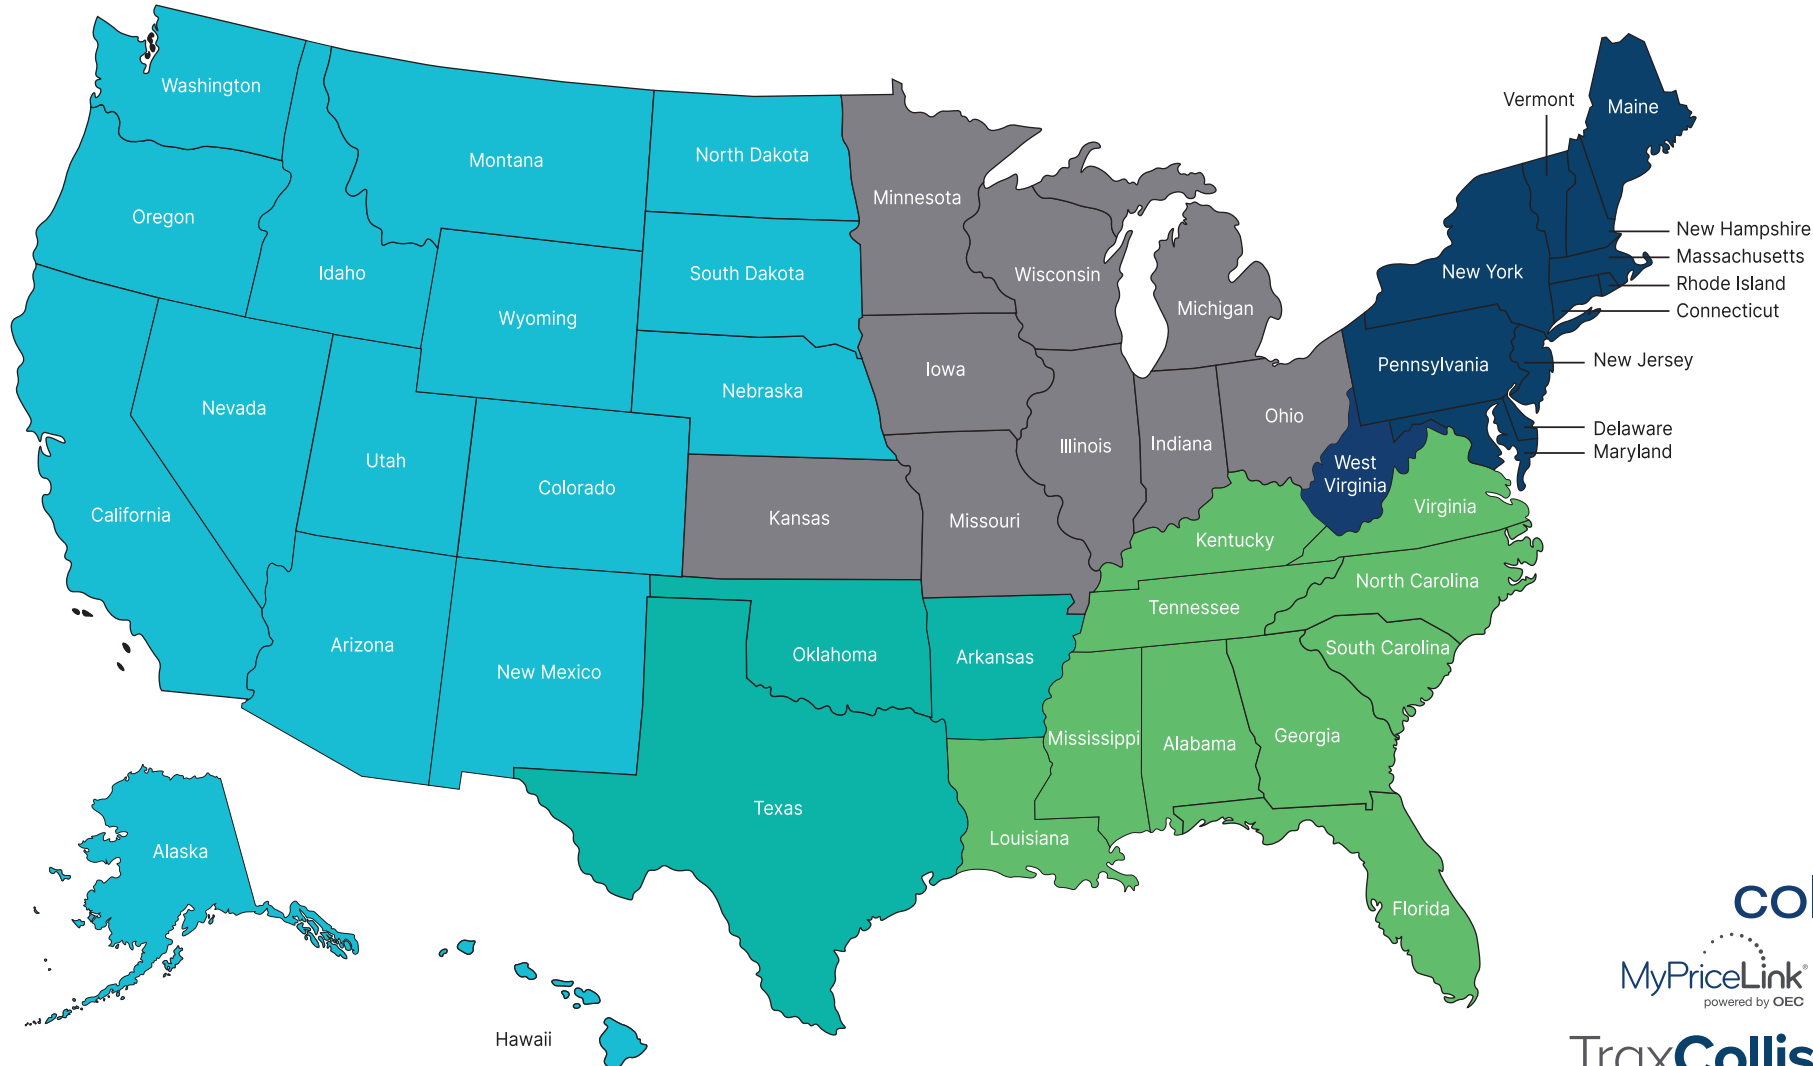 Washington
Montana
North Dakota
Minnesota
Vermont
Maine
Oregon
Idaho
South Dakota
Wisconsin
Michigan
New York
New Hampshire
Massachusetts
Rhode Island
Connecticut
Wyoming
Iowa
Pennsylvania
New Jersey
Nevada
Nebraska
Ohio
Illinois
Indiana
Delaware
Maryland
Utah
Colorado
West
Virginia
California
Kansas
Missouri
Virginia
Kentucky
North Carolina
Tennessee
Arizona
New Mexico
Oklahoma
Arkansas
South Carolina
Mississippi
Alabama
Georgia
Texas
Louisiana
Alaska
Florida
Hawaii
MyPriceLink®
powered by OEC
TraxCollis